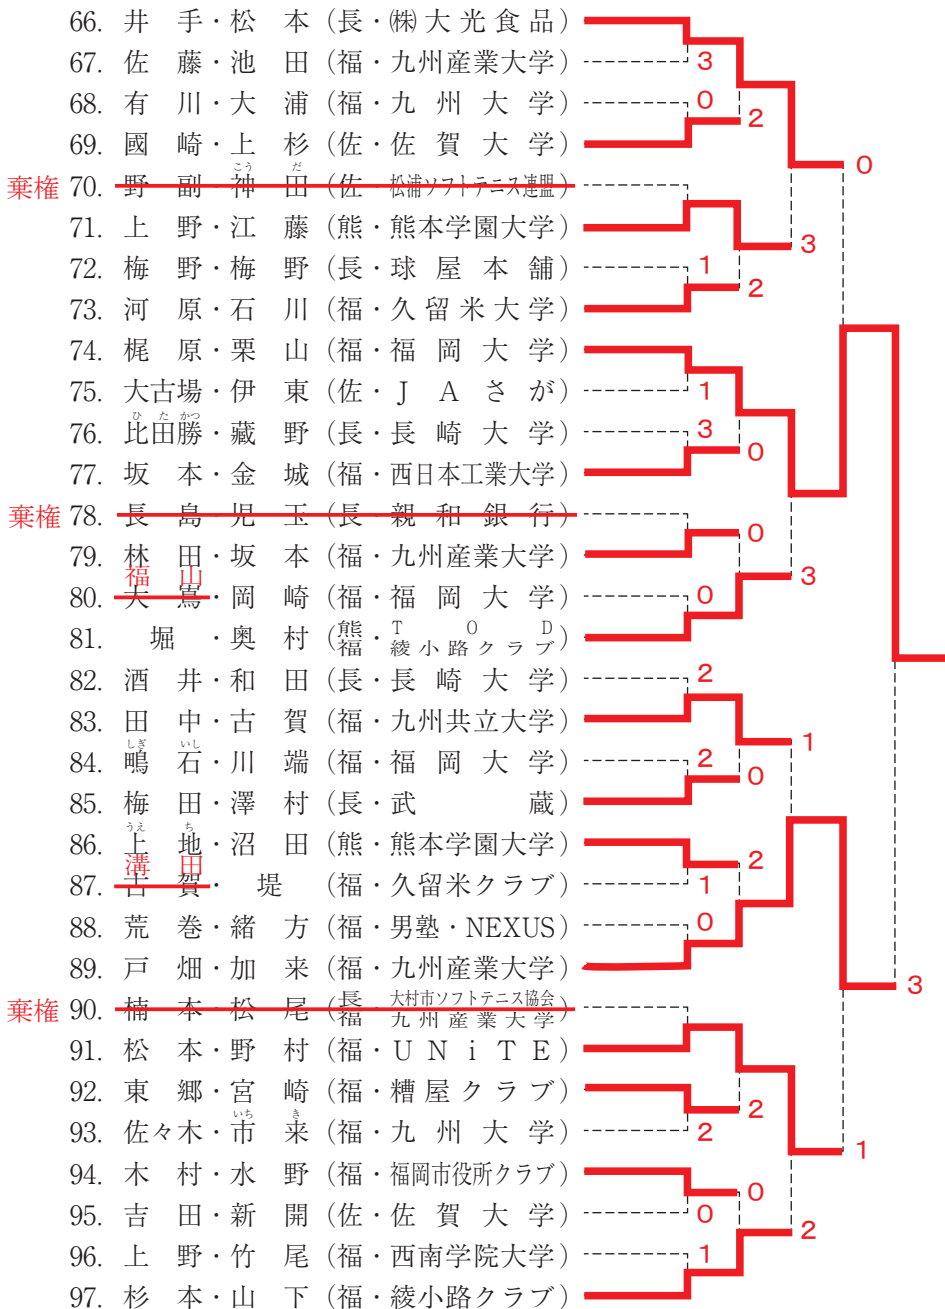 66. 井手・松本 (長・㈱大光食品)
3
67. 佐藤・池田 (福・九州産業大学)
0
68. 有川・大浦 (福・九州大学)
2
69. 國崎・上杉 (佐・佐賀大学)
0
こう だ
棄権 70. 野副・神田 (佐・松浦ソフトテニス連盟)
71. 上野・江藤 (熊・熊本学園大学)
3
72. 梅野・梅野 (長・球屋本舗)
1
2
73. 河原・石川 (福・久留米大学)
74. 梶原・栗山 (福・福岡大学)
75. 大古場・伊東 (佐・JAさが)
1
ひ た かつ
76. 比田勝・藏野 (長・長崎大学)
3
0
77. 坂本・金城 (福・西日本工業大学)
棄権 78. 長島・児玉 (長・親和銀行)
0
79. 林田・坂本 (福・九州産業大学)
福山
3
80. 大嶌・岡崎 (福・福岡大学)
0
81. 堀・奥村 (熊福・TOD 綾小路クラブ)
82. 酒井・和田 (長・長崎大学)
2
83. 田中・古賀 (福・九州共立大学)
1
しぎ いし
84. 鴫石・川端 (福・福岡大学)
2
0
85. 梅田・澤村 (長・武蔵)
うえ ち
86. 上地・沼田 (熊・熊本学園大学)
溝田
2
87. 古賀・堤 (福・久留米クラブ)
1
88. 荒巻・緒方 (福・男塾・NEXUS)
0
89. 戸畑・加来 (福・九州産業大学)
3
棄権 90. 楠本・松尾 (長福・大村市ソフトテニス協会 九州産業大学)
91. 松本・野村 (福・UNiTE)
92. 東郷・宮崎 (福・糟屋クラブ)
2
いち き
93. 佐々木・市来 (福・九州大学)
2
1
94. 木村・水野 (福・福岡市役所クラブ)
0
95. 吉田・新開 (佐・佐賀大学)
0
2
96. 上野・竹尾 (福・西南学院大学)
1
97. 杉本・山下 (福・綾小路クラブ)